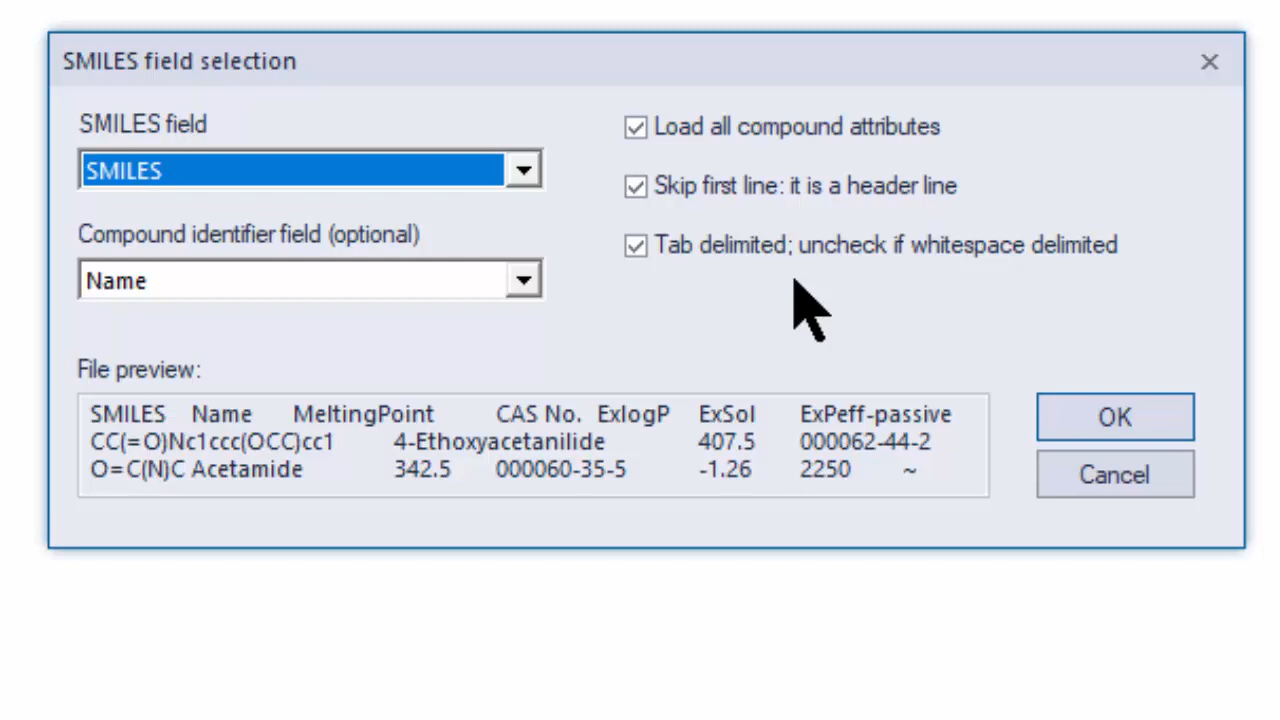 SMILES field selection
SMILES field
SMILES
Compound identifier field (optional)
Name
Load all compound attributes
Skip first line: it is a header line
Tab delimited; uncheck if whitespace delimited
File preview:
SMILES Name MeltingPoint CAS No. ExlogP ExSol ExPeff-passive
CC(=O)Nc1ccc(OCC)cc1 4-Ethoxyacetanilide 407.5 000062-44-2
O=C(N)C Acetamide 342.5 000060-35-5 -1.26 2250 ~
OK
Cancel